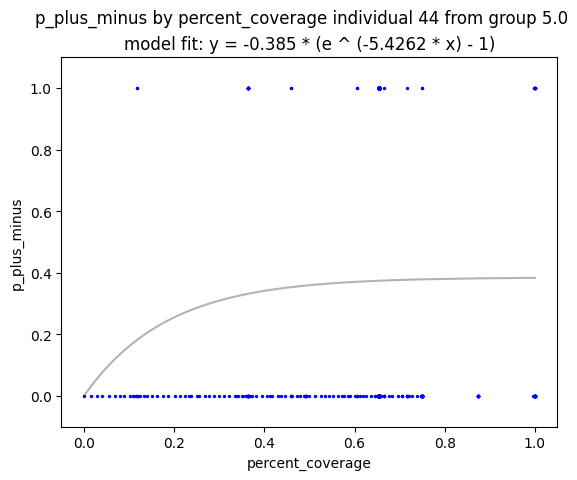 p_plus_minus by percent_coverage individual 44 from group 5.0
model fit: y = -0.385 * (e ^ (-5.4262 * x) - 1)
1.0
0.8
0.6
0.4
0.2
0.0
p_plus_minus
0.0 0.2 0.4 0.6 0.8 1.0
percent_coverage